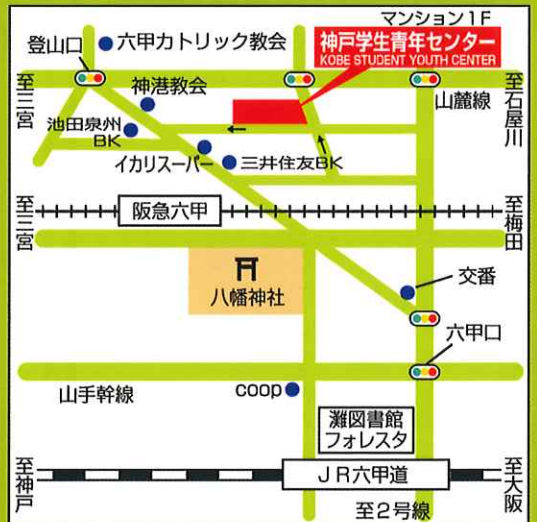 マンション1F
神戸学生青年センター
KOBE STUDENT YOUTH CENTER
登山口
六甲カトリック教会
至三宮
神港教会
山麓線
至石屋川
池田泉州
BK
イカリスーパー
三井住友BK
至三宮
阪急六甲
至梅田
八幡神社
交番
六甲口
山手幹線
coop
灘図書館
フォレスタ
至神戸
JR六甲道
至大阪
至2号線